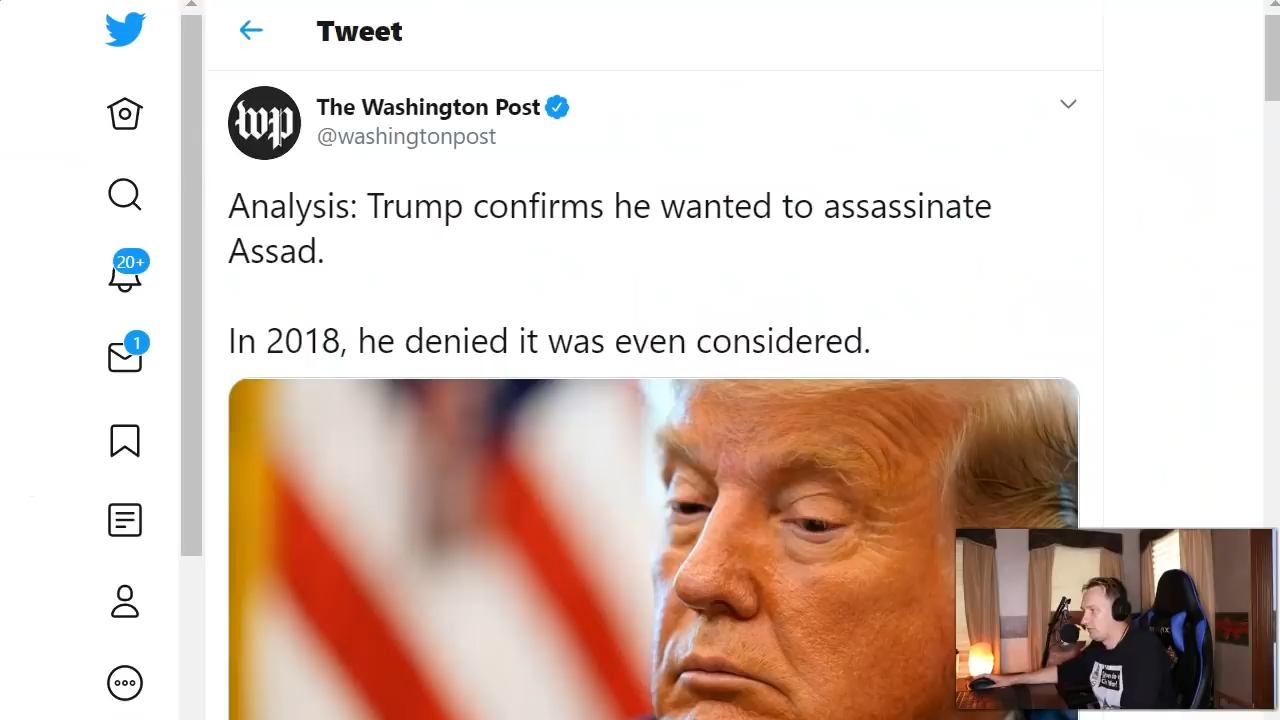 Tweet
wp
The Washington Post
@washingtonpost
Analysis: Trump confirms he wanted to assassinate
Assad.
In 2018, he denied it was even considered.
20+
1